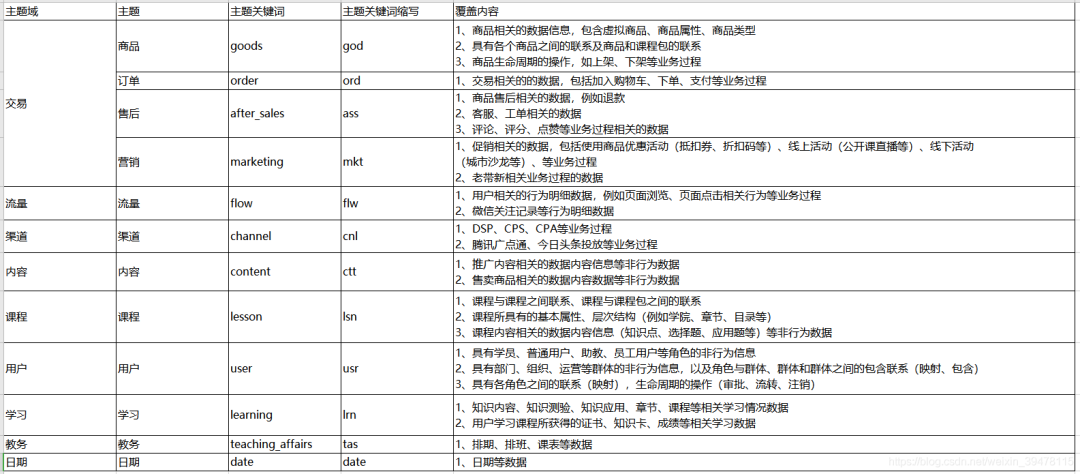 主题域 主题 主题关键词 主题关键词缩写 覆盖内容
交易 商品 goods god 1、商品相关的数据信息，包含虚拟商品、商品属性、商品类型
2、具有各个商品之间的联系及商品和课程包的联系
3、商品生命周期的操作，如上架、下架等业务过程
订单 order ord 1、交易相关的的数据，包括加入购物车、下单、支付等业务过程
售后 after_sales ass 1、商品售后相关的数据，例如退款
2、客服、工单相关的数据
3、评论、评分、点赞等业务过程相关的数据
营销 marketing mkt 1、促销相关的数据，包括使用商品优惠活动（抵扣券、折扣码等）、线上活动（公开课直播等）、线下活动
（城市沙龙等）、等业务过程
2、老带新相关业务过程的数据
流量 流量 flow flw 1、用户相关的行为明细数据，例如页面浏览、页面点击相关行为等业务过程
2、微信关注记录等行为明细数据
渠道 渠道 channel cnl 1、DSP、CPS、CPA等业务过程
2、腾讯广点通、今日头条投放等业务过程
内容 内容 content ctt 1、推广内容相关的数据内容信息等非行为数据
2、售卖商品相关的数据内容数据等非行为数据
课程 课程 lesson lsn 1、课程与课程之间联系、课程与课程包之间的联系
2、课程所具有的基本属性、层次结构（例如学院、章节、目录等）
3、课程内容相关的数据内容信息（知识点、选择题、应用题等）等非行为数据
用户 用户 user usr 1、具有学员、普通用户、助教、员工用户等角色的非行为信息
2、具有部门、组织、运营等群体的非行为信息，以及角色与群体、群体和群体之间的包含联系（映射、包含）
3、具有各角色之间的联系（映射），生命周期的操作（审批、流转、注销）
学习 学习 learning lrn 1、知识内容、知识测验、知识应用、章节、课程等相关学习情况数据
2、用户学习课程所获得的证书、知识卡、成绩等相关学习数据
教务 教务 teaching_affairs tas 1、排期、排班、课表等数据
日期 日期 date date 1、日期等数据
https://blog.csdn.net/weixin_39478115